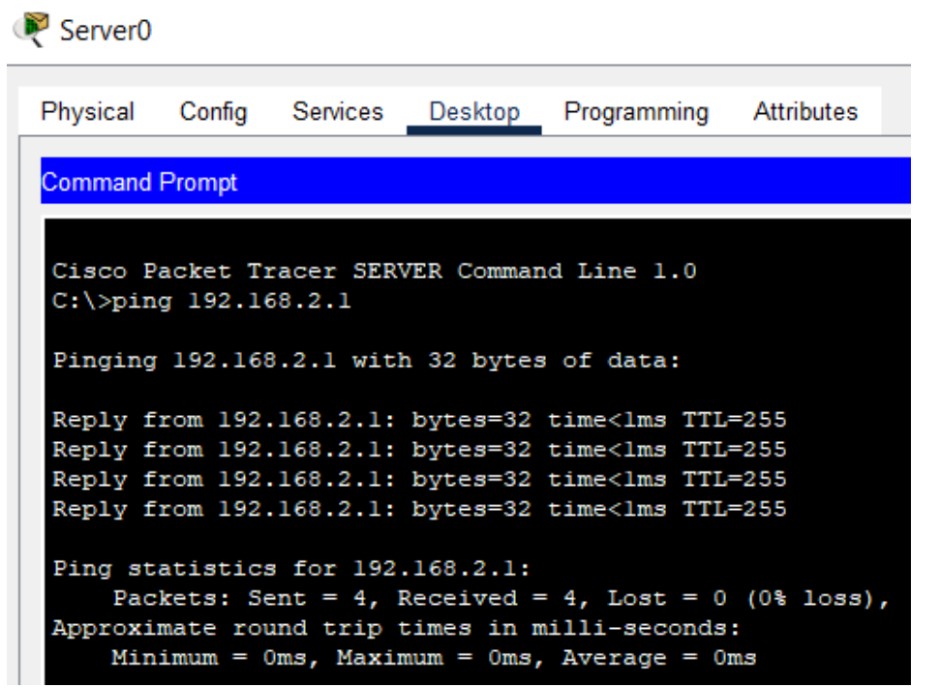 Server0
Physical Config Services Desktop Programming Attributes
Command Prompt
Cisco Packet Tracer SERVER Command Line 1.0
C:\>ping 192.168.2.1
Pinging 192.168.2.1 with 32 bytes of data:
Reply from 192.168.2.1: bytes=32 time<1ms TTL=255
Reply from 192.168.2.1: bytes=32 time<1ms TTL=255
Reply from 192.168.2.1: bytes=32 time<1ms TTL=255
Reply from 192.168.2.1: bytes=32 time<1ms TTL=255
Ping statistics for 192.168.2.1:
Packets: Sent = 4, Received = 4, Lost = 0 (0% loss),
Approximate round trip times in milli-seconds:
Minimum = 0ms, Maximum = 0ms, Average = 0ms